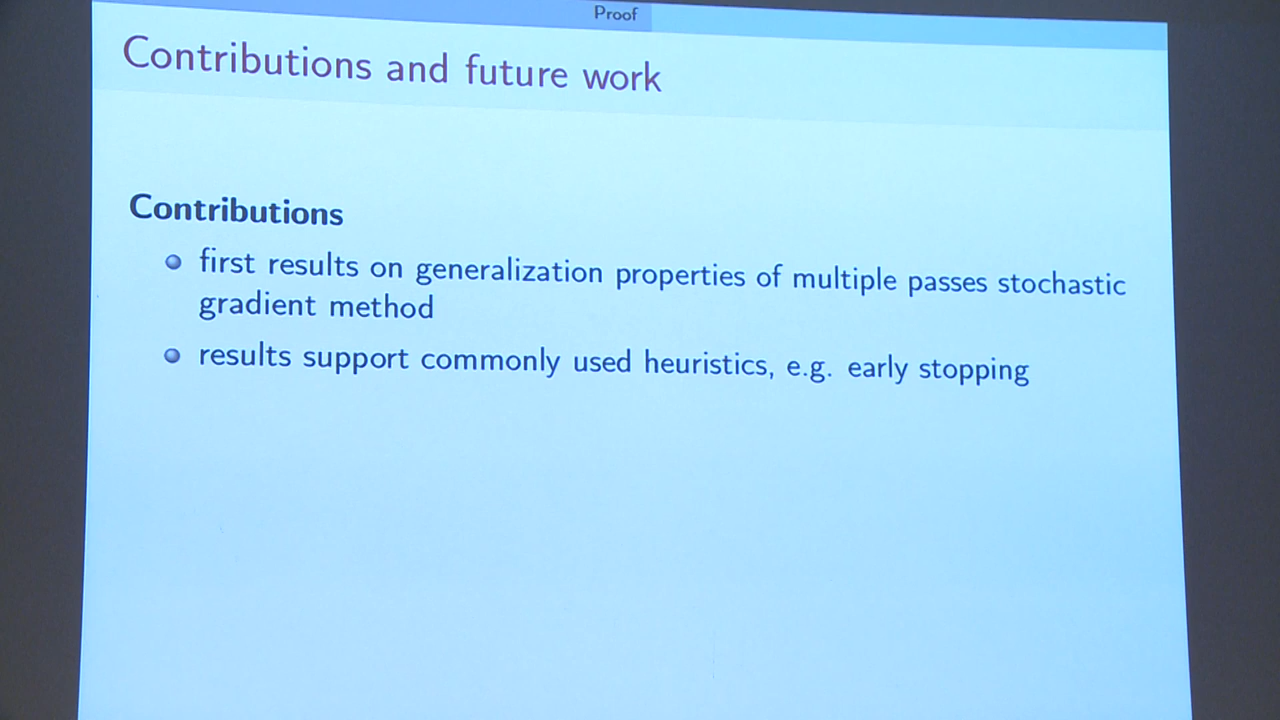 Proof
Contributions and future work
Contributions
first results on generalization properties of multiple passes stochastic
gradient method
results support commonly used heuristics, e.g. early stopping